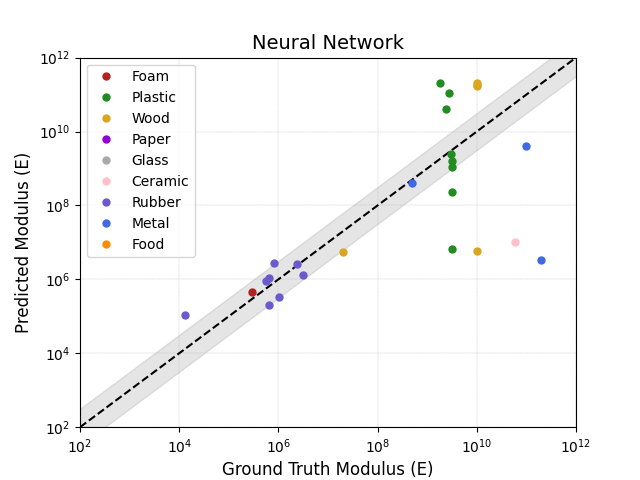 Neural Network
Predicted Modulus (E)
10^12
10^10
10^8
10^6
10^4
10^2
Foam
Plastic
Wood
Paper
Glass
Ceramic
Rubber
Metal
Food
10^2 10^4 10^6 10^8 10^10 10^12
Ground Truth Modulus (E)